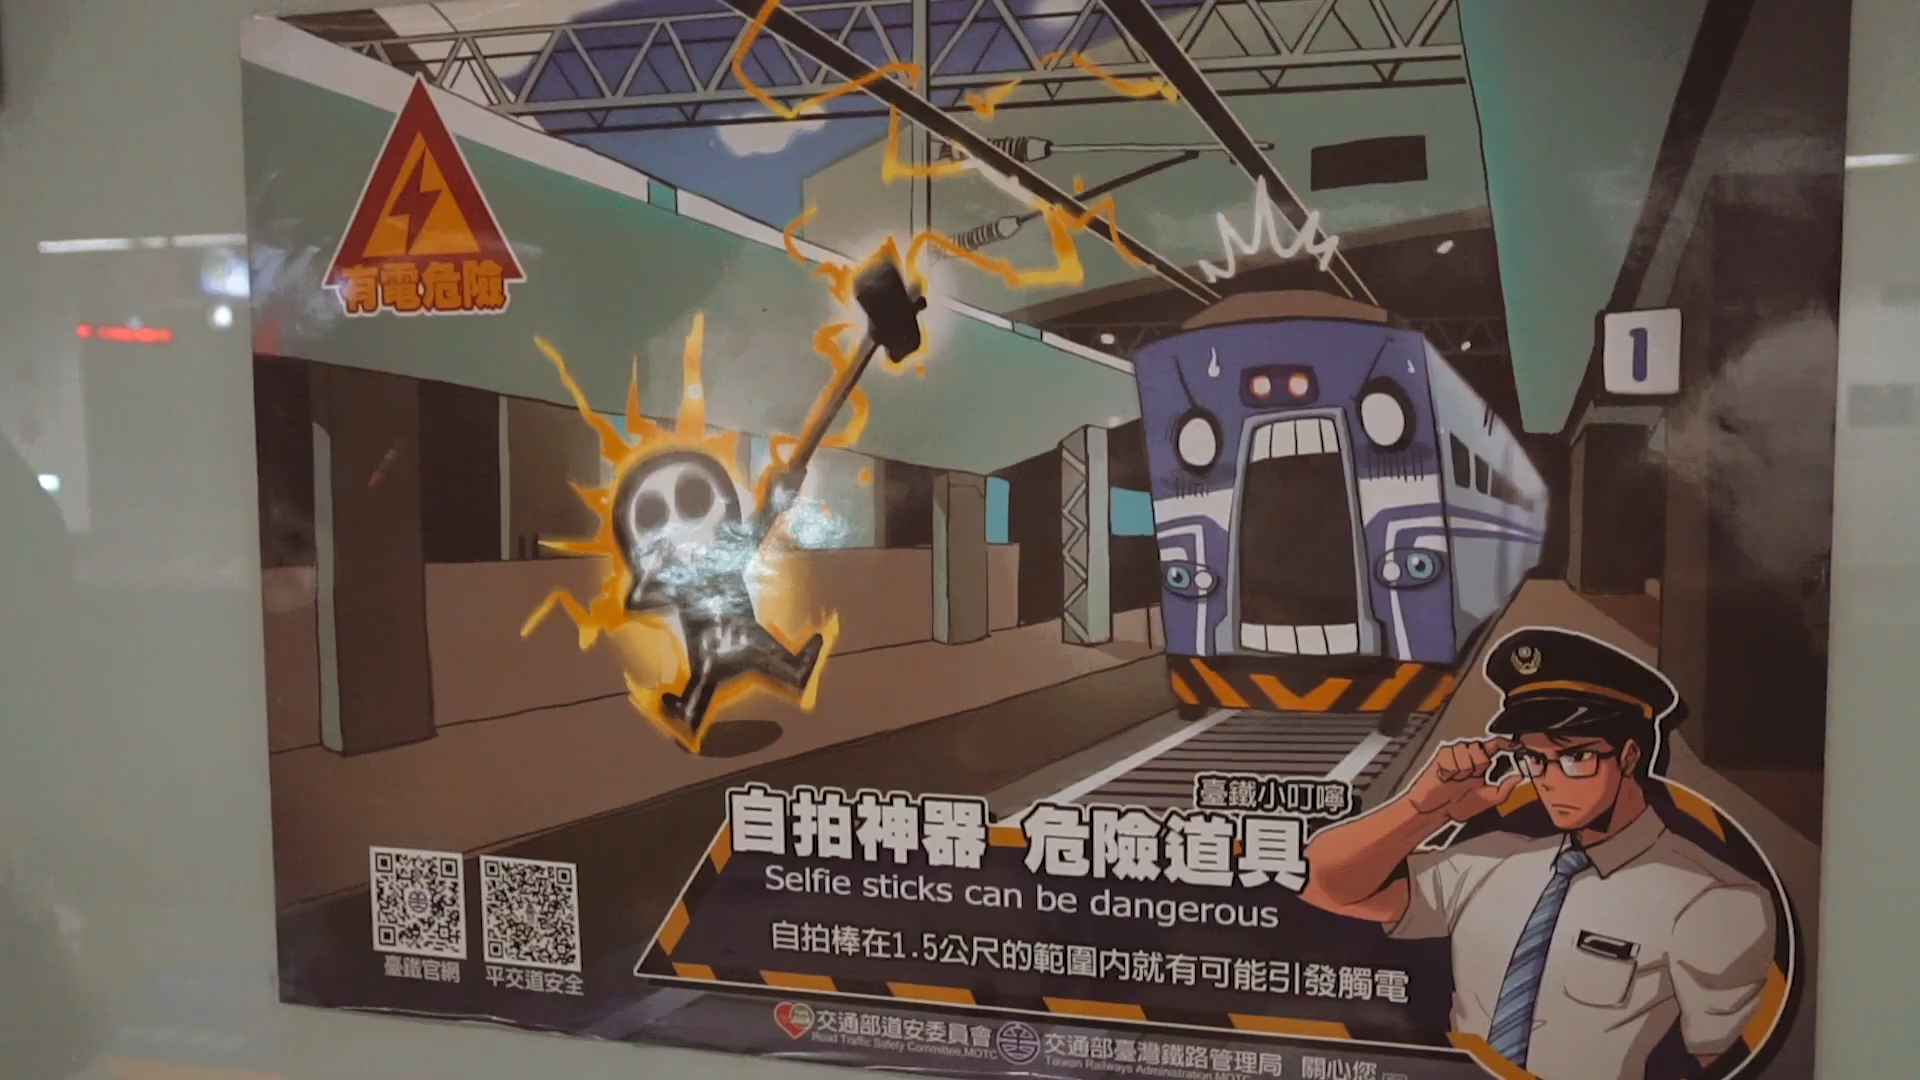 有電危險
1
臺鐵小叮嚀
自拍神器 危險道具
Selfie sticks can be dangerous
自拍棒在1.5公尺的範圍內就有可能引發觸電
臺鐵官網
平交道安全
交通部道安委員會
Road Traffic Safety Committee,MOTC
交通部臺灣鐵路管理局
Taiwan Railways Administration,MOTC
關心您